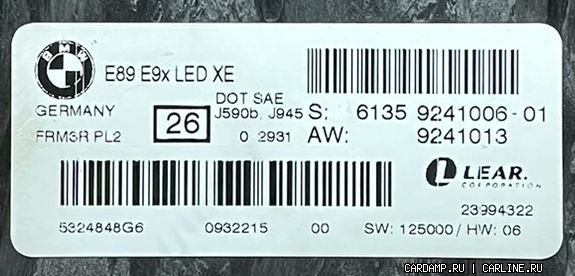 BMW
E89 E9x LED XE
GERMANY
DOT SAE
J590b, J945
S: 6135 9241006-01
FRM3R PL2
26
0 2931
AW: 9241013
LEAR.
CORPORATION
23994322
5324848G6 0932215 00 SW: 125000 / HW: 06
CARDAMP.RU | CARLINE.RU